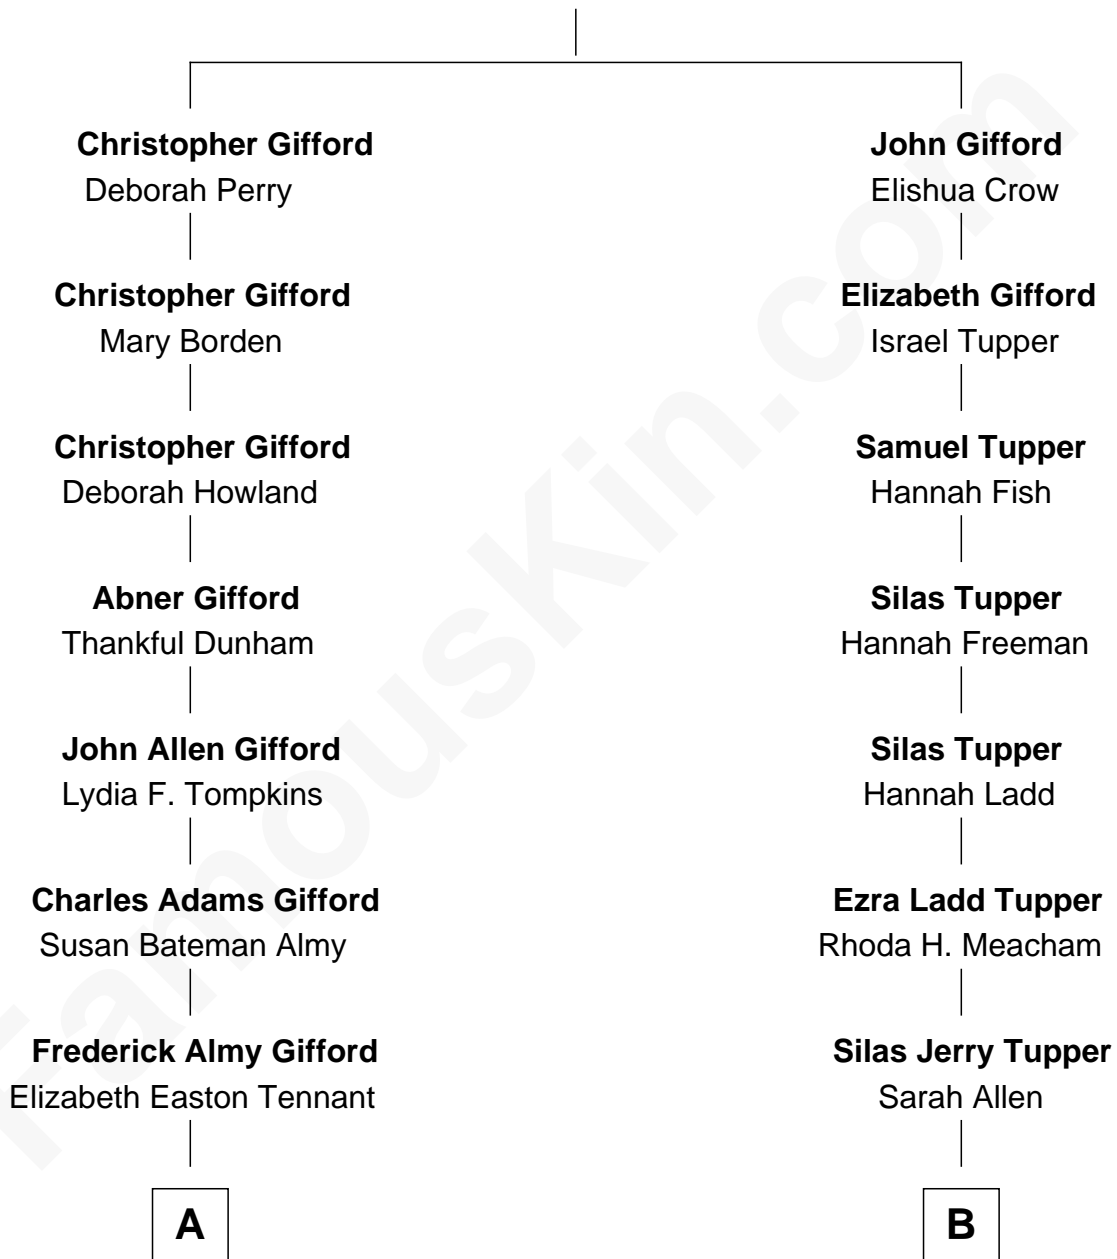 Christopher Gifford
Deborah Perry
Christopher Gifford
Mary Borden
Christopher Gifford
Deborah Howland
Abner Gifford
Thankful Dunham
John Allen Gifford
Lydia F. Tompkins
Charles Adams Gifford
Susan Bateman Almy
Frederick Almy Gifford
Elizabeth Easton Tennant
A
John Gifford
Elishua Crow
Elizabeth Gifford
Israel Tupper
Samuel Tupper
Hannah Fish
Silas Tupper
Hannah Freeman
Silas Tupper
Hannah Ladd
Ezra Ladd Tupper
Rhoda H. Meacham
Silas Jerry Tupper
Sarah Allen
B
FamousKin.com